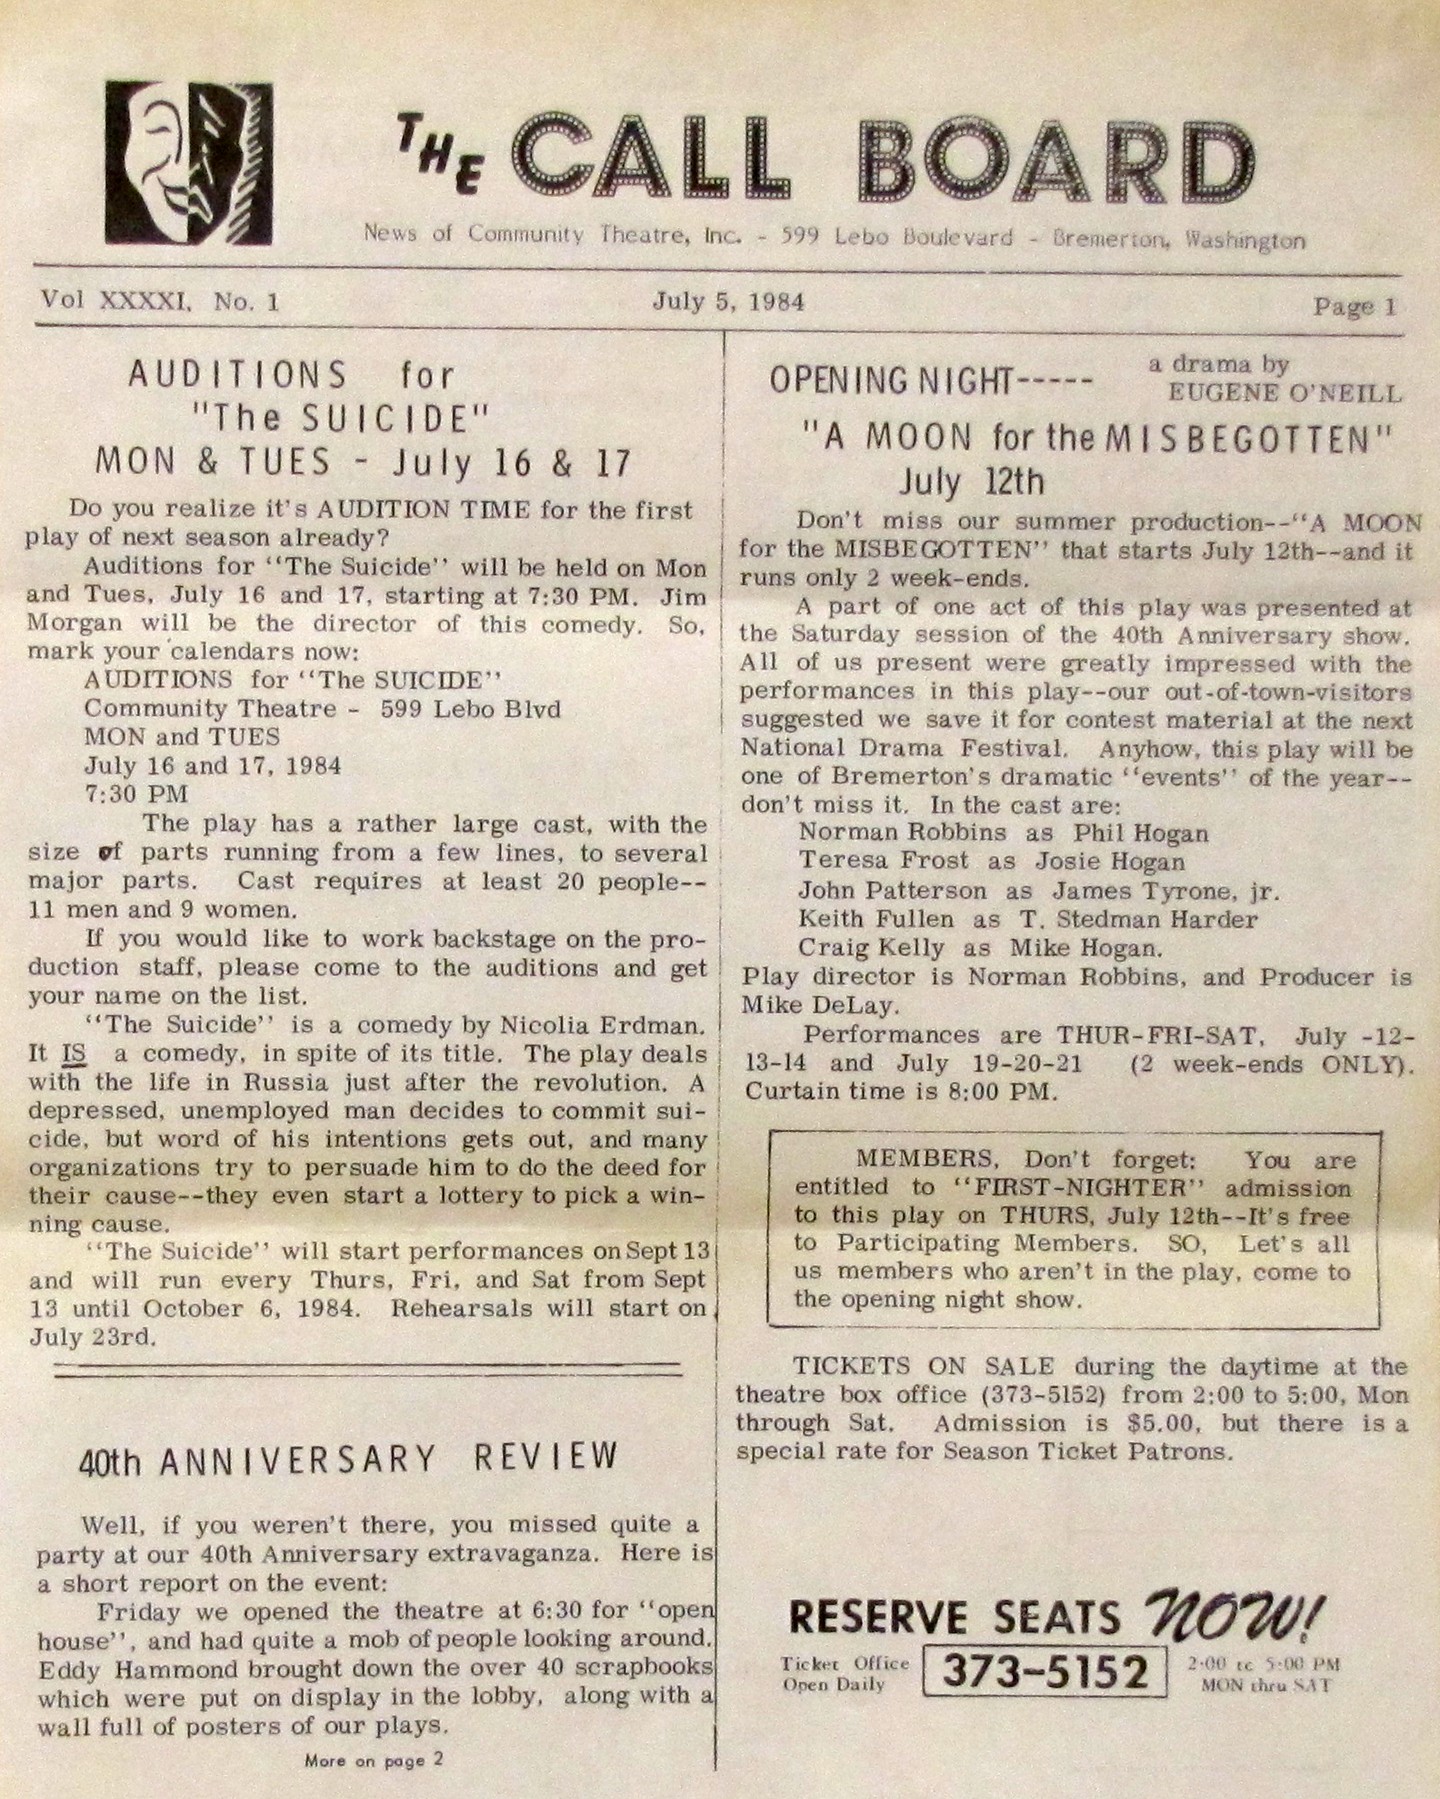 THE CALL BOARD
News of Community Theatre, Inc. - 599 Lebo Boulevard - Bremerton, Washington
Vol XXXXI, No. 1 July 5, 1984 Page 1
AUDITIONS for
"The SUICIDE"
MON & TUES - July 16 & 17
Do you realize it's AUDITION TIME for the first
play of next season already?
Auditions for "The Suicide" will be held on Mon
and Tues, July 16 and 17, starting at 7:30 PM. Jim
Morgan will be the director of this comedy. So,
mark your calendars now:
AUDITIONS for "The SUICIDE"
Community Theatre - 599 Lebo Blvd
MON and TUES
July 16 and 17, 1984
7:30 PM
The play has a rather large cast, with the
size of parts running from a few lines, to several
major parts. Cast requires at least 20 people--
11 men and 9 women.
If you would like to work backstage on the pro-
duction staff, please come to the auditions and get
your name on the list.
"The Suicide" is a comedy by Nicolia Erdman.
It IS a comedy, in spite of its title. The play deals
with the life in Russia just after the revolution. A
depressed, unemployed man decides to commit sui-
cide, but word of his intentions gets out, and many
organizations try to persuade him to do the deed for
their cause--they even start a lottery to pick a win-
ning cause.
"The Suicide" will start performances on Sept 13
and will run every Thurs, Fri, and Sat from Sept
13 until October 6, 1984. Rehearsals will start on
July 23rd.
40th ANNIVERSARY REVIEW
Well, if you weren't there, you missed quite a
party at our 40th Anniversary extravaganza. Here is
a short report on the event:
Friday we opened the theatre at 6:30 for "open
house", and had quite a mob of people looking around.
Eddy Hammond brought down the over 40 scrapbooks
which were put on display in the lobby, along with a
wall full of posters of our plays.
More on page 2
OPENING NIGHT----- a drama by
EUGENE O'NEILL
"A MOON for the MISBEGOTTEN"
July 12th
Don't miss our summer production--"A MOON
for the MISBEGOTTEN" that starts July 12th--and it
runs only 2 week-ends.
A part of one act of this play was presented at
the Saturday session of the 40th Anniversary show.
All of us present were greatly impressed with the
performances in this play--our out-of-town-visitors
suggested we save it for contest material at the next
National Drama Festival. Anyhow, this play will be
one of Bremerton's dramatic "events" of the year--
don't miss it. In the cast are:
Norman Robbins as Phil Hogan
Teresa Frost as Josie Hogan
John Patterson as James Tyrone, jr.
Keith Fullen as T. Stedman Harder
Craig Kelly as Mike Hogan.
Play director is Norman Robbins, and Producer is
Mike DeLay.
Performances are THUR-FRI-SAT, July -12-
13-14 and July 19-20-21 (2 week-ends ONLY).
Curtain time is 8:00 PM.
MEMBERS, Don't forget: You are
entitled to "FIRST-NIGHTER" admission
to this play on THURS, July 12th--It's free
to Participating Members. SO, Let's all
us members who aren't in the play, come to
the opening night show.
TICKETS ON SALE during the daytime at the
theatre box office (373-5152) from 2:00 to 5:00, Mon
through Sat. Admission is $5.00, but there is a
special rate for Season Ticket Patrons.
RESERVE SEATS NOW!
Ticket Office
Open Daily
373-5152
2:00 to 5:00 PM
MON thru SAT